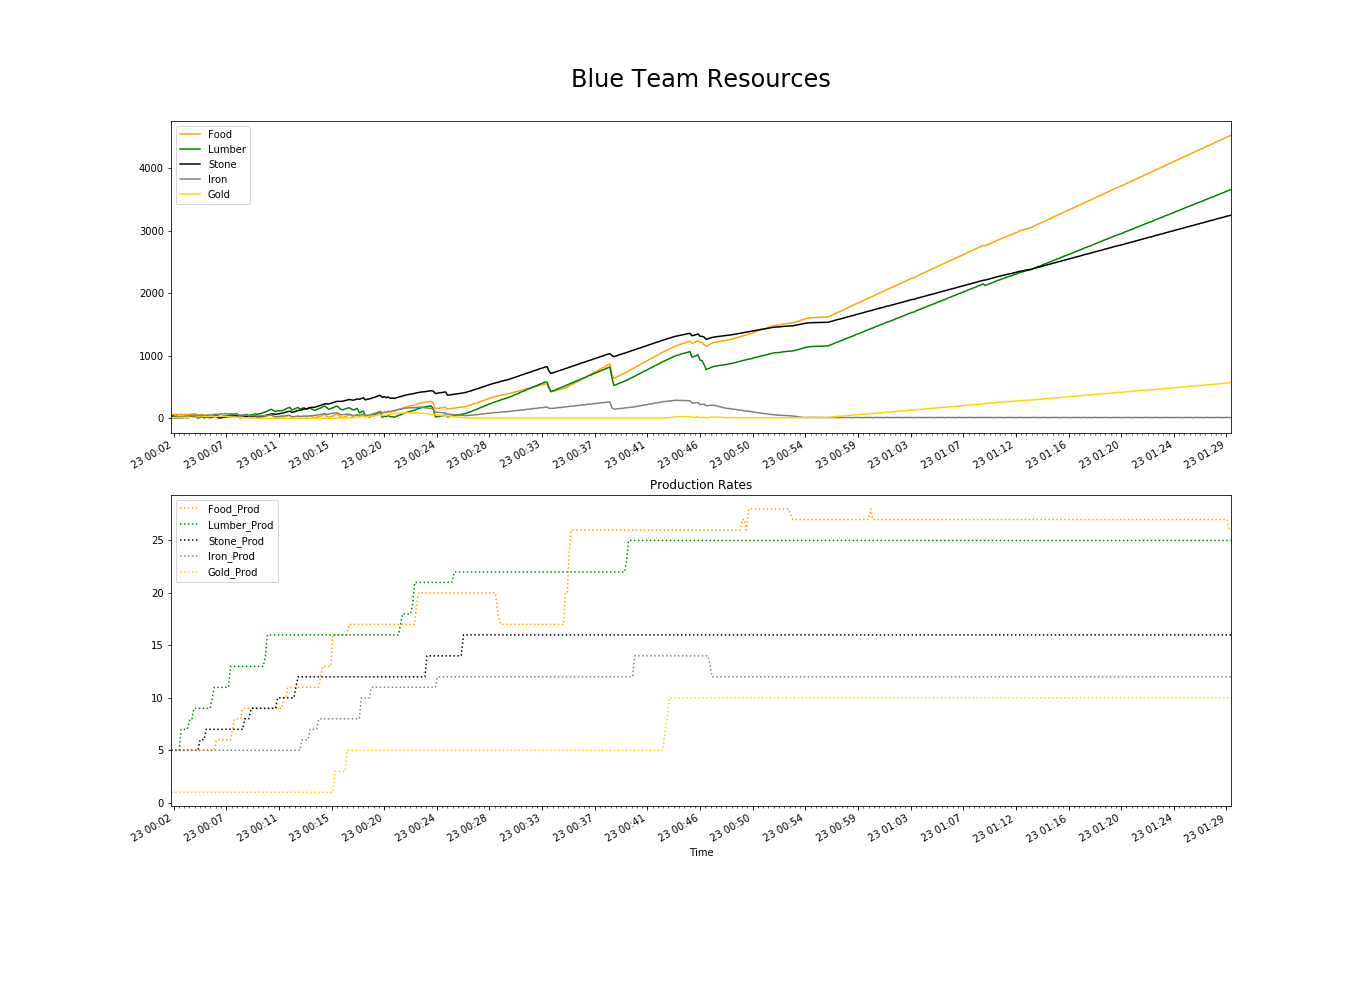 Blue Team Resources
Food
Lumber
Stone
Iron
Gold
4000
3000
2000
1000
0
23 00:02 23 00:07 23 00:11 23 00:15 23 00:20 23 00:24 23 00:28 23 00:33 23 00:37 23 00:41 23 00:46 23 00:50 23 00:54 23 00:59 23 01:03 23 01:07 23 01:12 23 01:16 23 01:20 23 01:24 23 01:29
Production Rates
Food_Prod
Lumber_Prod
Stone_Prod
Iron_Prod
Gold_Prod
25
20
15
10
5
0
23 00:02 23 00:07 23 00:11 23 00:15 23 00:20 23 00:24 23 00:28 23 00:33 23 00:37 23 00:41 23 00:46 23 00:50 23 00:54 23 00:59 23 01:03 23 01:07 23 01:12 23 01:16 23 01:20 23 01:24 23 01:29
Time